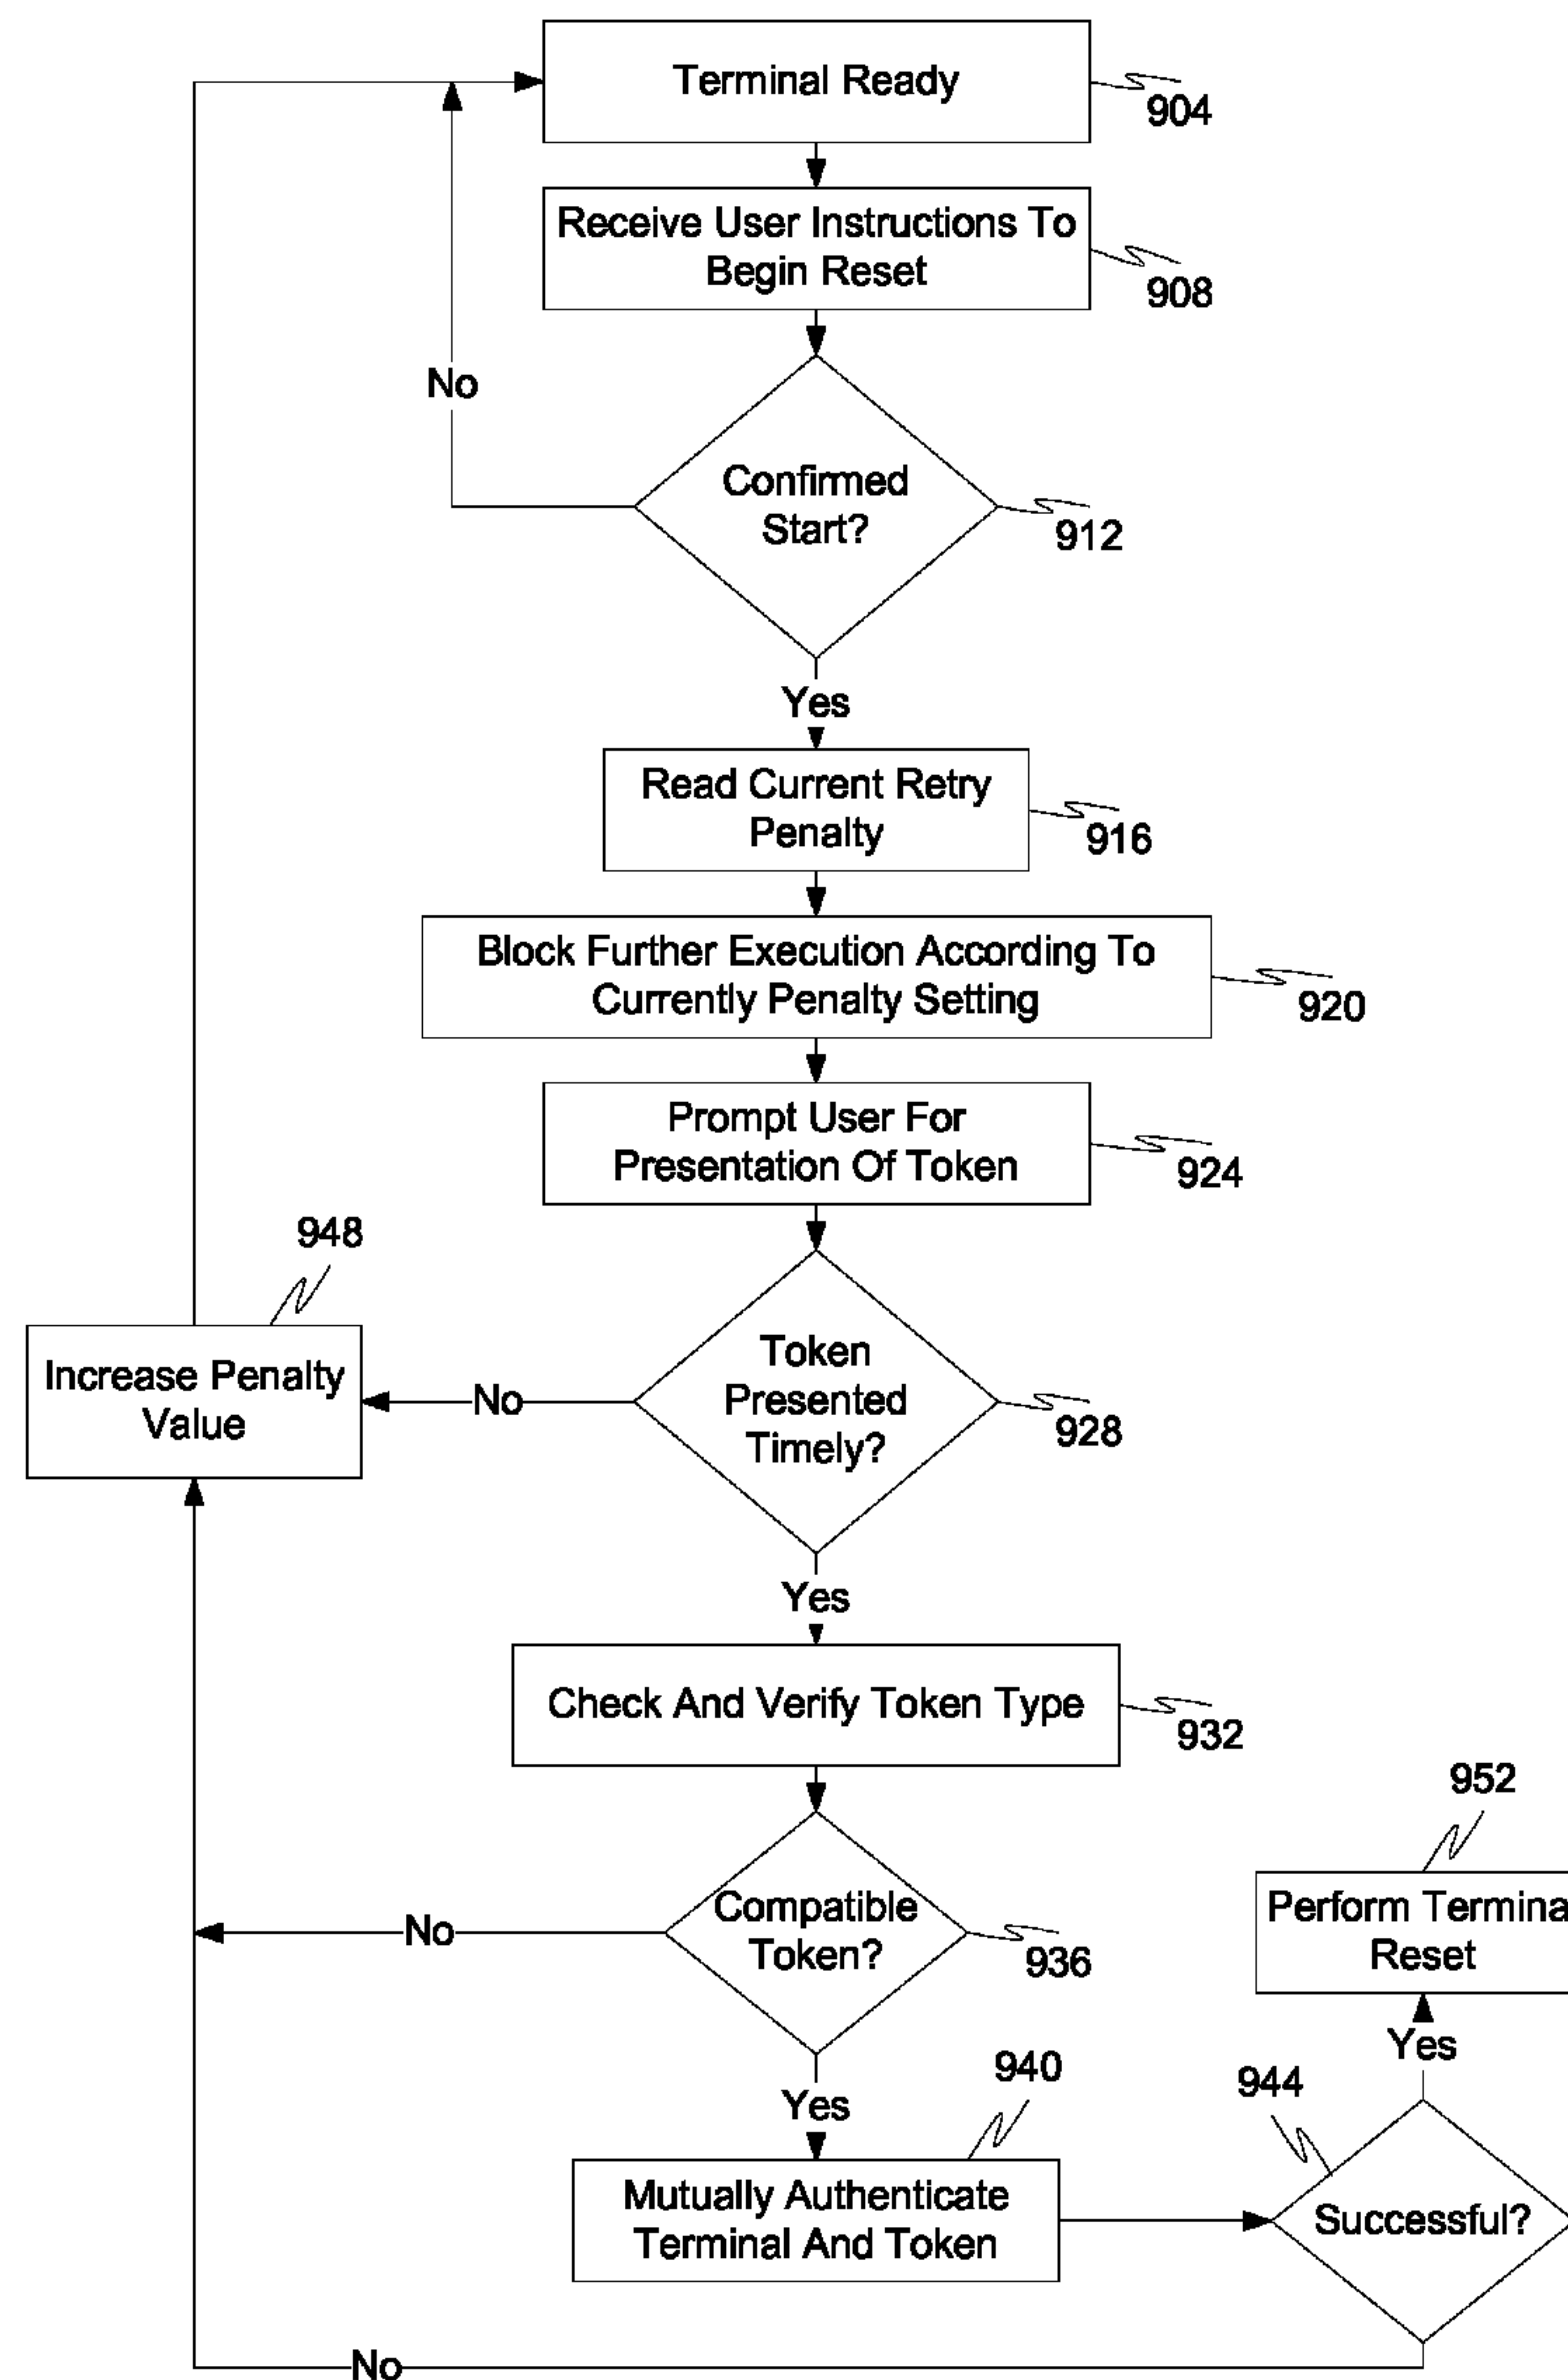 Terminal Ready
904
Receive User Instructions To
Begin Reset
908
No
Confirmed
Start?
912
Yes
Read Current Retry
Penalty
916
Block Further Execution According To
Currently Penalty Setting
920
Prompt User For
Presentation Of Token
924
948
Increase Penalty
Value
No
Token
Presented
Timely?
928
Yes
Check And Verify Token Type
932
952
Perform Termina
Reset
No
Compatible
Token?
936
Yes
940
944
Yes
Mutually Authenticate
Terminal And Token
Successful?
No